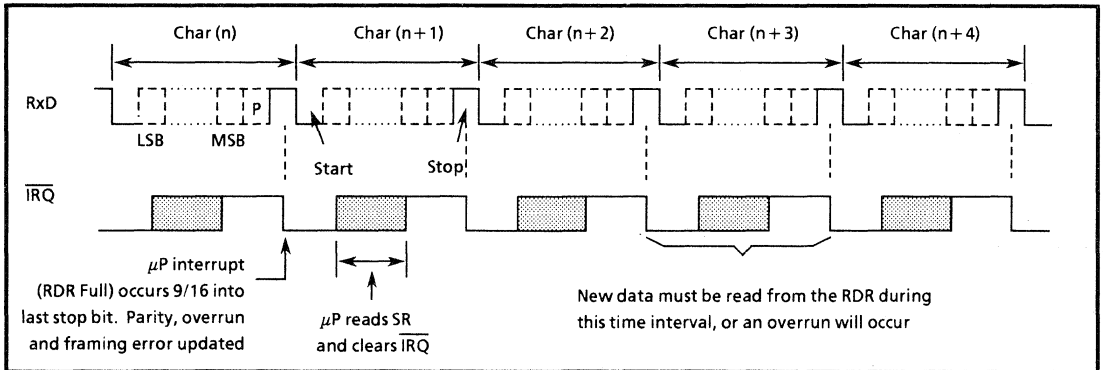 Char (n) Char (n + 1) Char (n + 2) Char (n + 3) Char (n + 4)
RxD
P
LSB MSB
Start Stop
IRQ
μP interrupt
(RDR Full) occurs 9/16 into
last stop bit. Parity, overrun
and framing error updated
μP reads SR
and clears IRQ
New data must be read from the RDR during
this time interval, or an overrun will occur